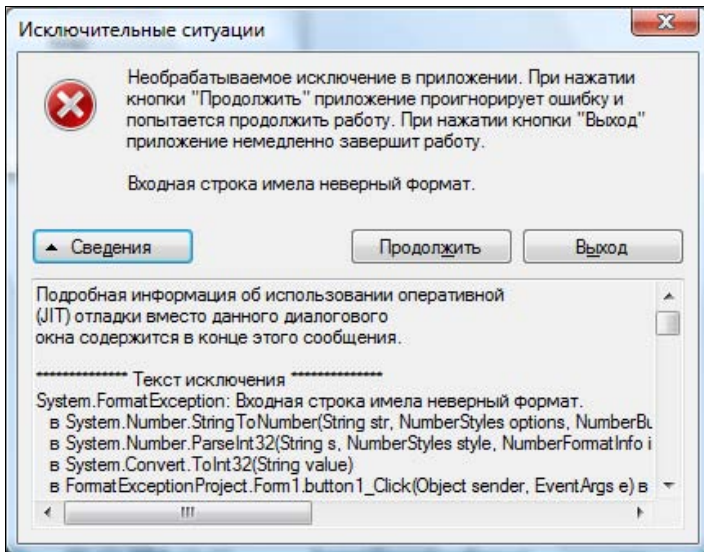 Исключительные ситуации
Необрабатываемое исключение в приложении. При нажатии
кнопки "Продолжить" приложение проигнорирует ошибку и
попытается продолжить работу. При нажатии кнопки "Выход"
приложение немедленно завершит работу.
Входная строка имела неверный формат.
Сведения
Продолжить
Выход
Подробная информация об использовании оперативной
(JIT) отладки вместо данного диалогового
окна содержится в конце этого сообщения.
************** Текст исключения **************
System.FormatException: Входная строка имела неверный формат.
в System.Number.StringToNumber(String str, NumberStyles options, NumberBu
в System.Number.ParseInt32(String s, NumberStyles style, NumberFormatInfo i
в System.Convert.ToInt32(String value)
в FormatExceptionProject.Form1.button1_Click(Object sender, EventArgs e) в